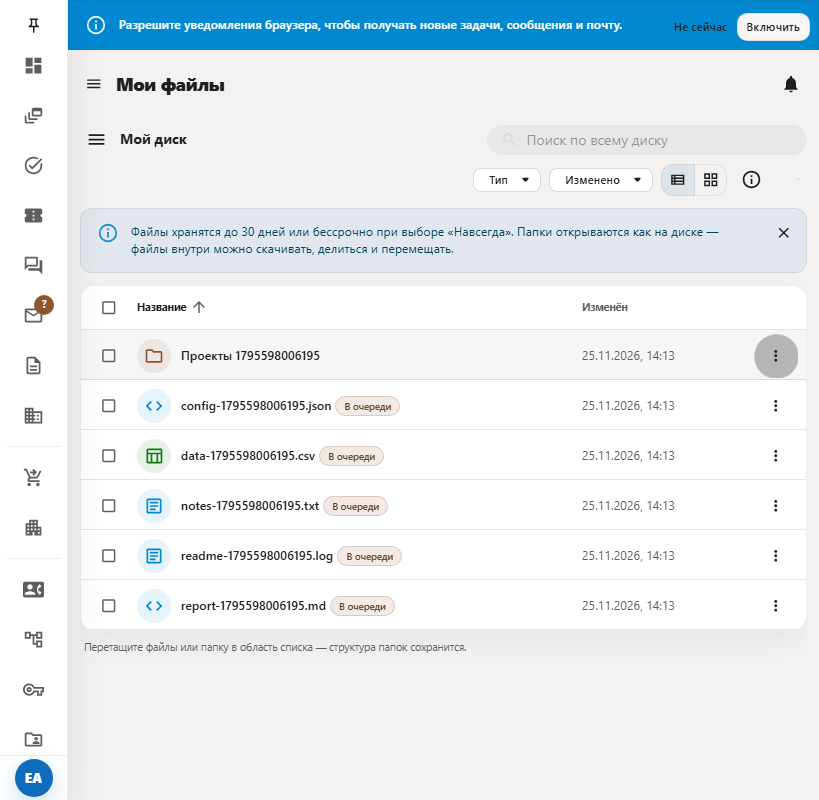 Разрешите уведомления браузера, чтобы получать новые задачи, сообщения и почту.
Не сейчас
Включить
Мои файлы
Мой диск
Поиск по всему диску
Тип
Изменено
Файлы хранятся до 30 дней или бессрочно при выборе «Навсегда». Папки открываются как на диске —
файлы внутри можно скачивать, делиться и перемещать.
Название
Изменён
Проекты 1795598006195
25.11.2026, 14:13
config-1795598006195.json
В очереди
25.11.2026, 14:13
data-1795598006195.csv
В очереди
25.11.2026, 14:13
notes-1795598006195.txt
В очереди
25.11.2026, 14:13
readme-1795598006195.log
В очереди
25.11.2026, 14:13
report-1795598006195.md
В очереди
25.11.2026, 14:13
Перетащите файлы или папку в область списка — структура папок сохранится.
?
EA